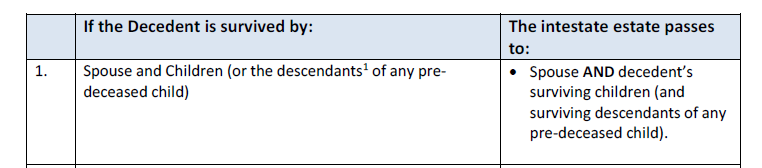 If the Decedent is survived by:
The intestate estate passes
to:
1.
Spouse and Children (or the descendants¹ of any pre-
deceased child)
• Spouse AND decedent's
surviving children (and
surviving descendants of any
pre-deceased child).